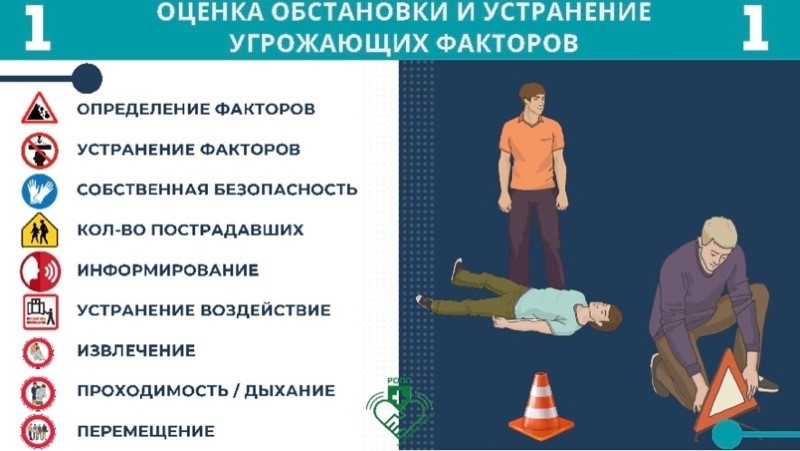 1
ОЦЕНКА ОБСТАНОВКИ И УСТРАНЕНИЕ
УГРОЖАЮЩИХ ФАКТОРОВ
1
ОПРЕДЕЛЕНИЕ ФАКТОРОВ
УСТРАНЕНИЕ ФАКТОРОВ
СОБСТВЕННАЯ БЕЗОПАСНОСТЬ
КОЛ-ВО ПОСТРАДАВШИХ
ИНФОРМИРОВАНИЕ
УСТРАНЕНИЕ ВОЗДЕЙСТВИЕ
ИЗВЛЕЧЕНИЕ
ПРОХОДИМОСТЬ / ДЫХАНИЕ
ПЕРЕМЕЩЕНИЕ